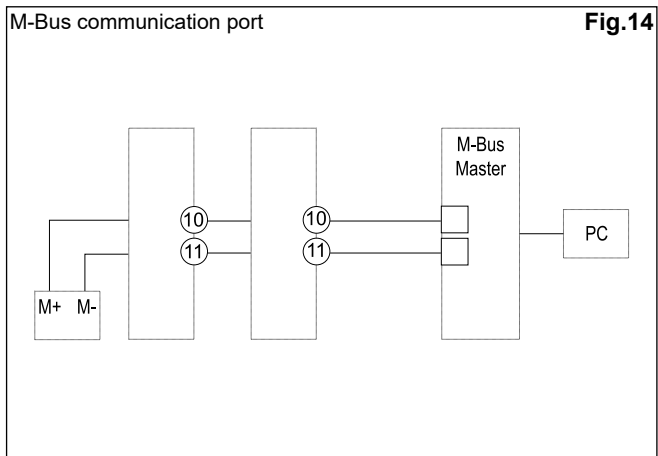 M-Bus communication port Fig.14
M-Bus
Master
10 10
11 11
PC
M+ M-